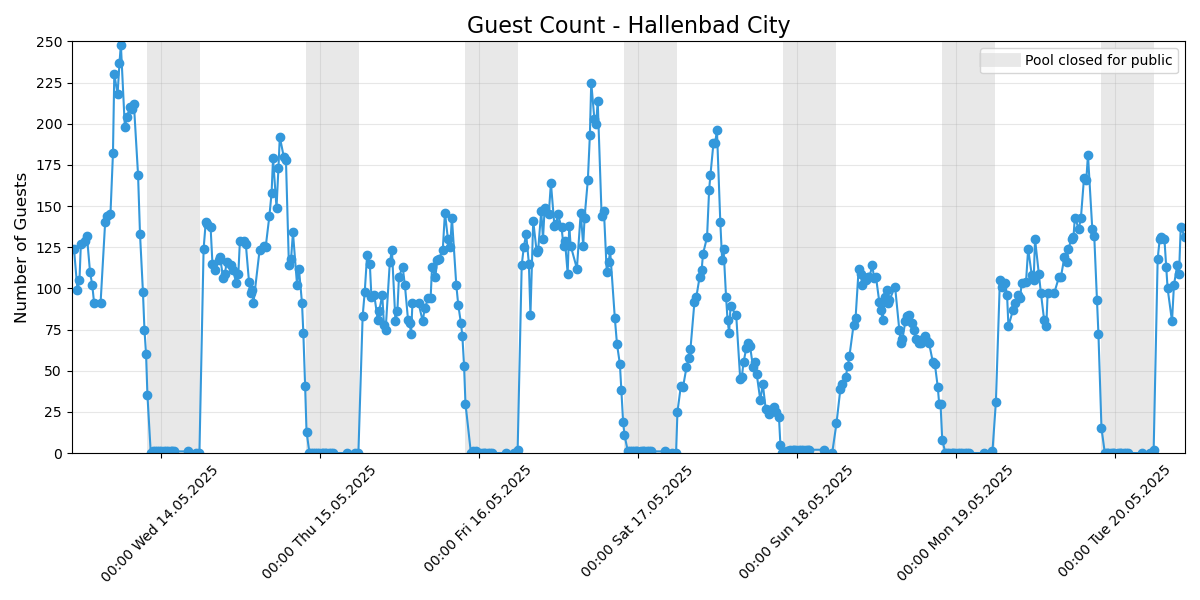 Guest Count - Hallenbad City
Pool closed for public
Number of Guests
250
225
200
175
150
125
100
75
50
25
0
00:00 Wed 14.05.2025
00:00 Thu 15.05.2025
00:00 Fri 16.05.2025
00:00 Sat 17.05.2025
00:00 Sun 18.05.2025
00:00 Mon 19.05.2025
00:00 Tue 20.05.2025